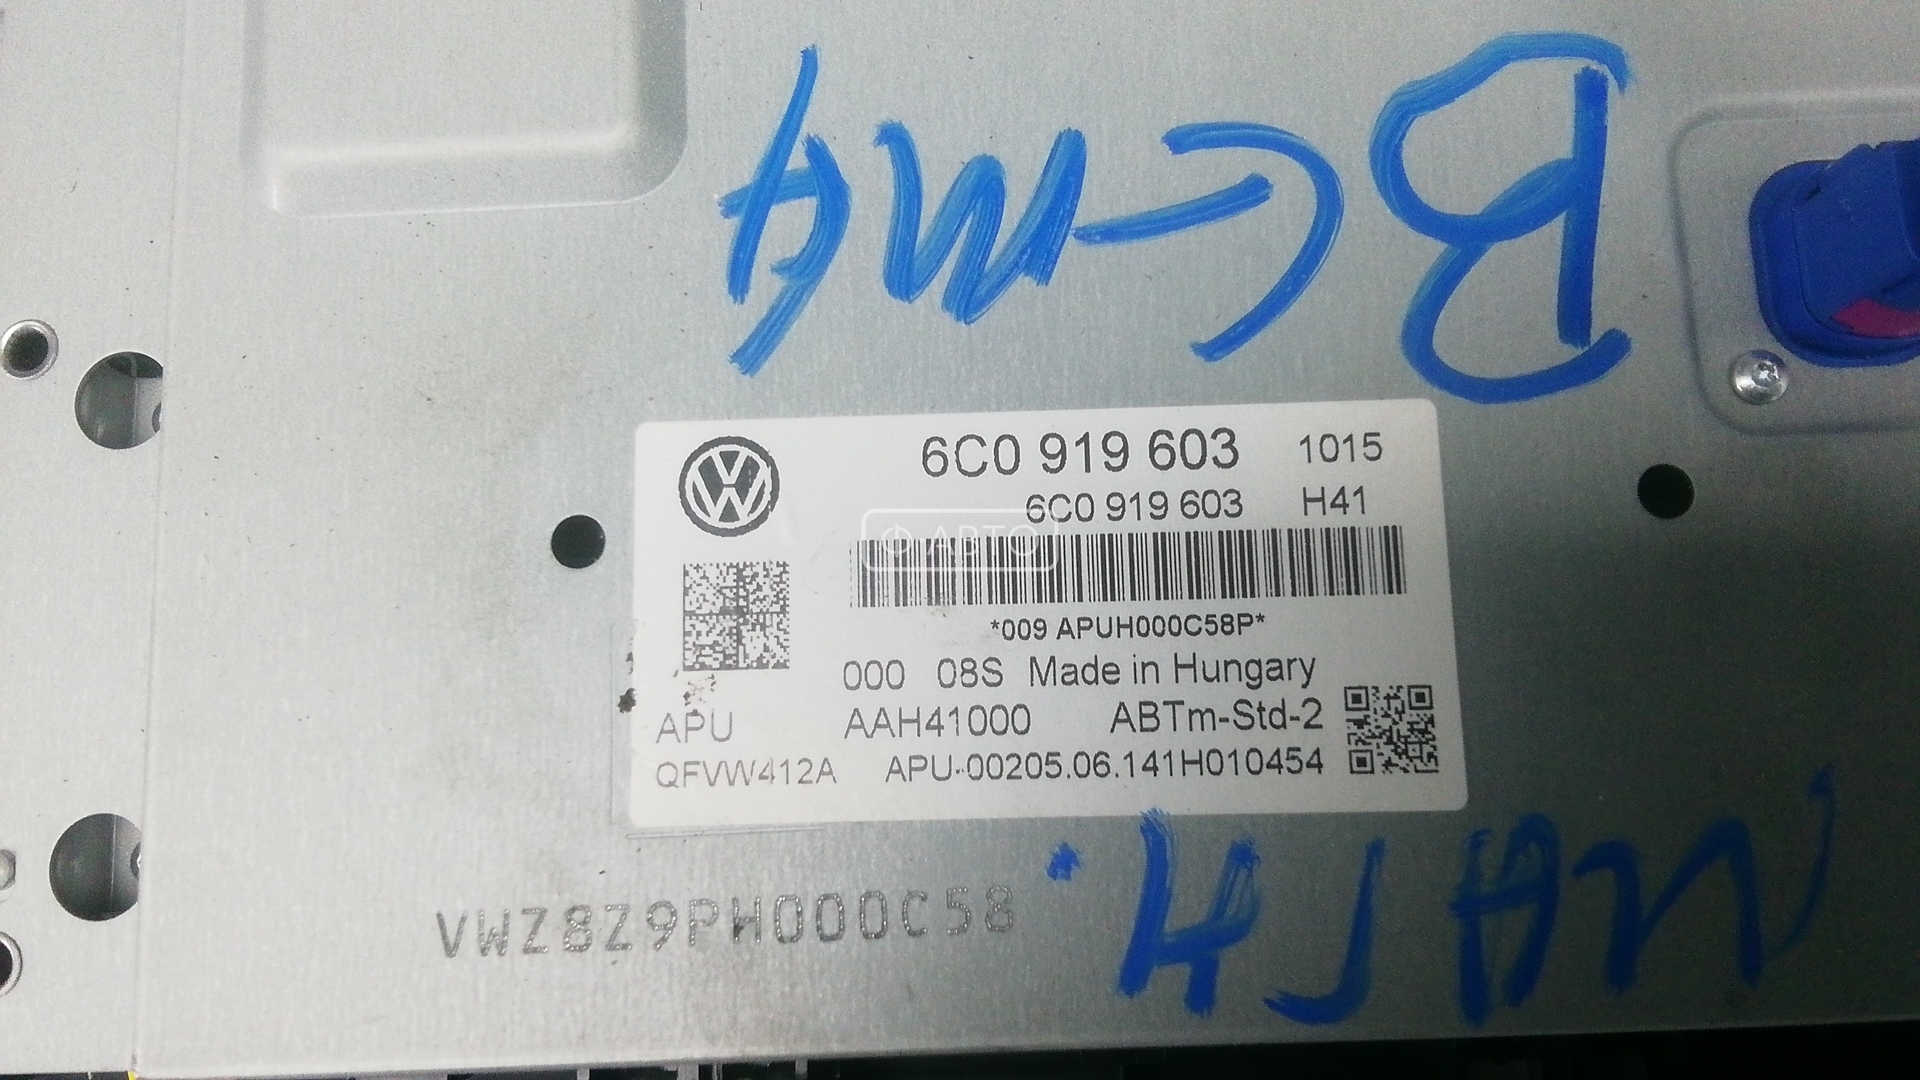 6C0 919 603 1015
6C0 919 603 H41
ABTO
*009 APUH000C58P*
000 08S Made in Hungary
APU AAH41000 ABTm-Std-2
QFVW412A APU-00205.06.141H010454
VWZ8Z9PH000C58